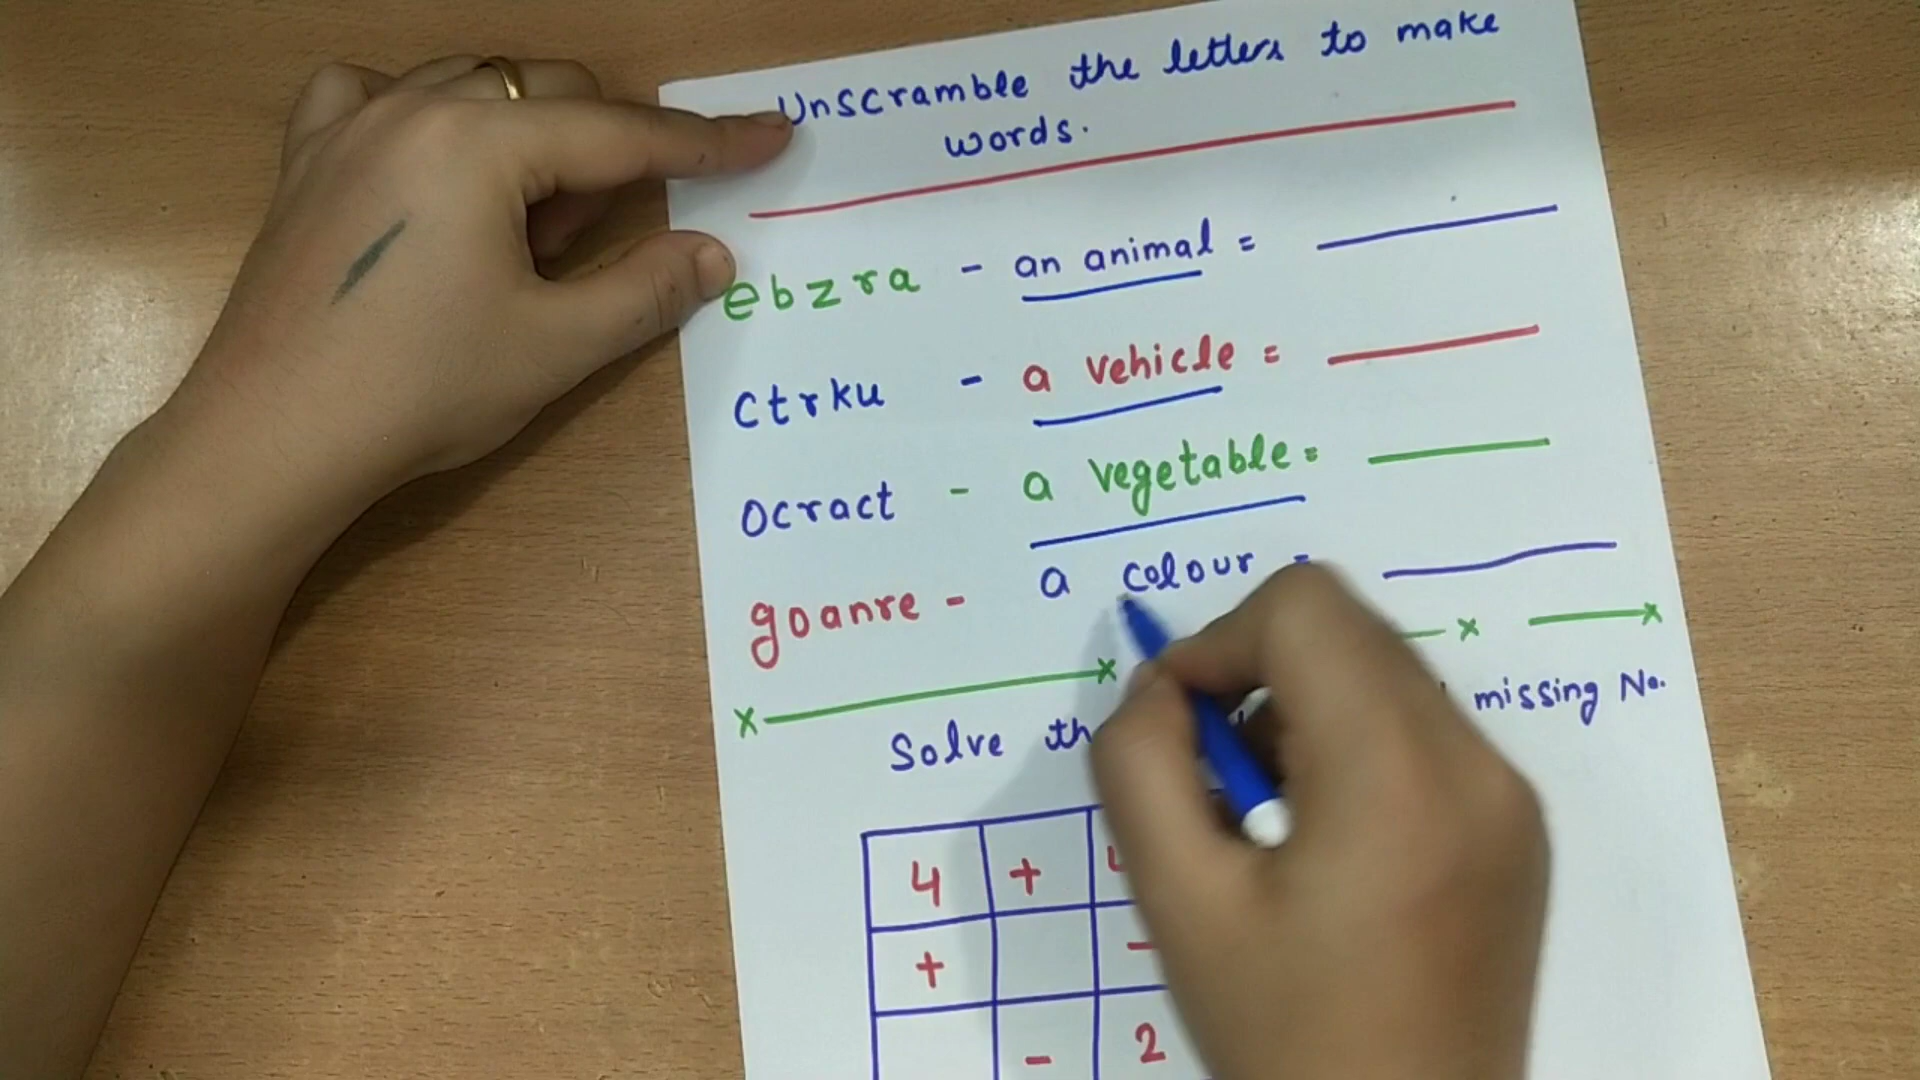 Unscramble the letters to make
words.
ebzra - an animal =
Ctrku - a vehicle =
Ocract - a vegetable =
goanre - a colour =
x x x x
Solve missing No.
4 +
+ -
- 2